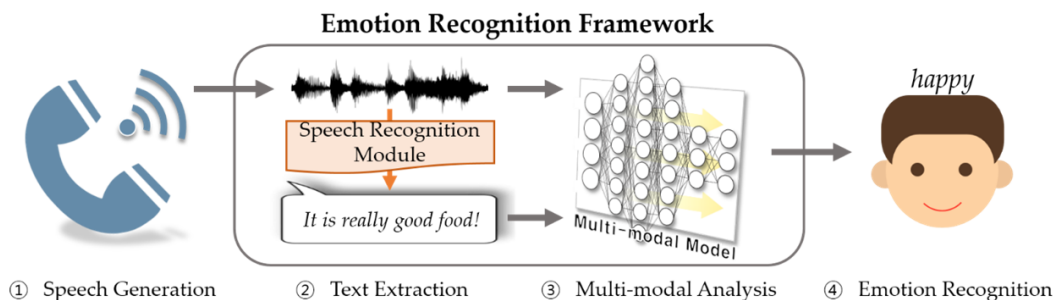 Emotion Recognition Framework
happy
Speech Recognition
Module
It is really good food!
Multi-modal Model
① Speech Generation
② Text Extraction
③ Multi-modal Analysis
④ Emotion Recognition